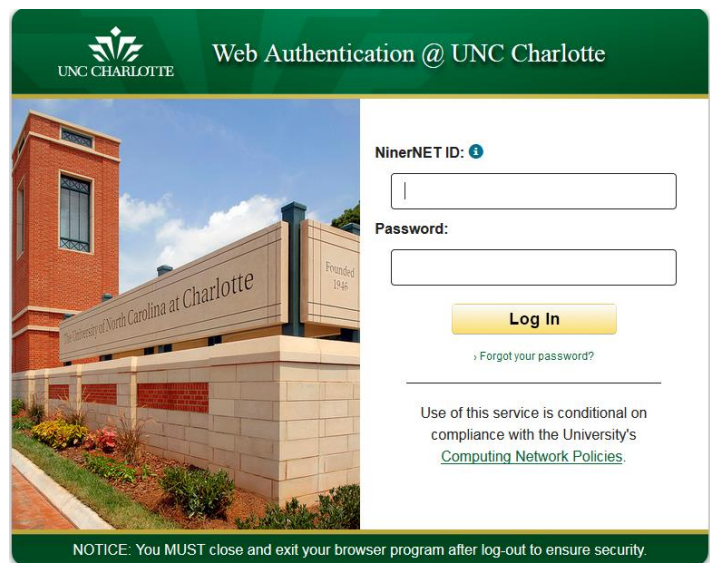 UNC CHARLOTTE
Web Authentication @ UNC Charlotte
The University of North Carolina at Charlotte
Founded
1946
NinerNET ID:
Password:
Log In
› Forgot your password?
Use of this service is conditional on
compliance with the University's
Computing Network Policies.
NOTICE: You MUST close and exit your browser program after log-out to ensure security.